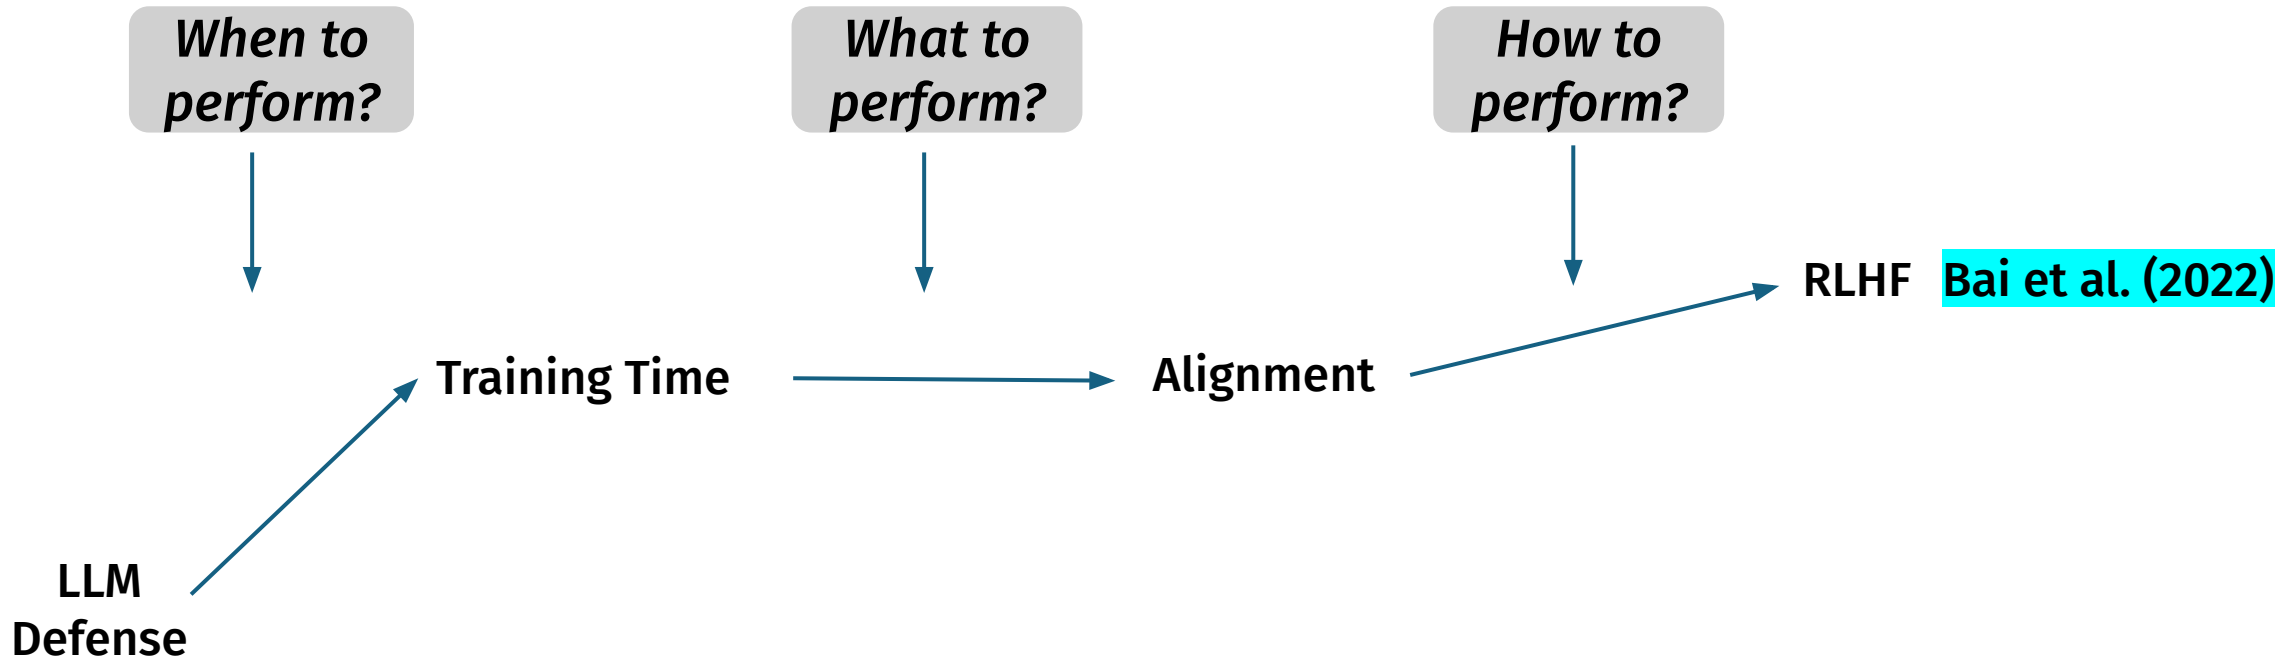 When to
perform?
What to
perform?
How to
perform?
RLHF Bai et al. (2022)
Training Time
Alignment
LLM
Defense